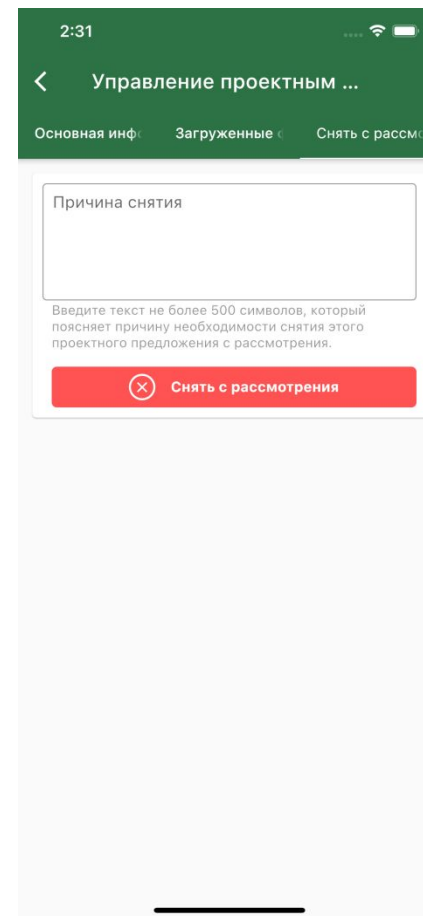 2:31
Управление проектным ...
Основная инф
Загруженные
Снять с рассм
Причина снятия
Введите текст не более 500 символов, который
поясняет причину необходимости снятия этого
проектного предложения с рассмотрения.
Снять с рассмотрения